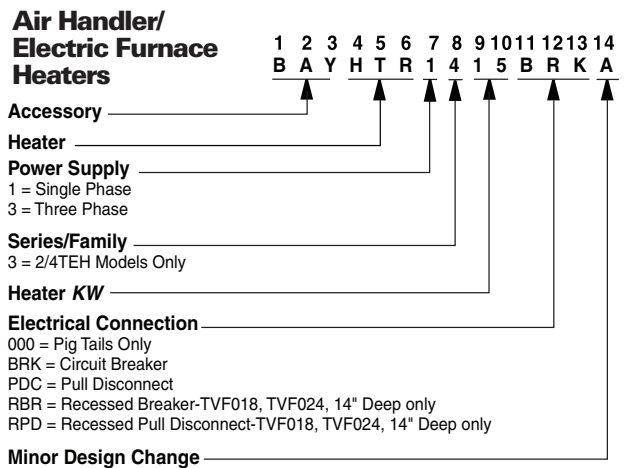 Air Handler/
Electric Furnace
Heaters
1 2 3 4 5 6 7 8 9 10 11 12 13 14
B A Y H T R 1 4 1 5 B R K A
Accessory
Heater
Power Supply
1 = Single Phase
3 = Three Phase
Series/Family
3 = 2/4TEH Models Only
Heater KW
Electrical Connection
000 = Pig Tails Only
BRK = Circuit Breaker
PDC = Pull Disconnect
RBR = Recessed Breaker-TVF018, TVF024, 14" Deep only
RPD = Recessed Pull Disconnect-TVF018, TVF024, 14" Deep only
Minor Design Change